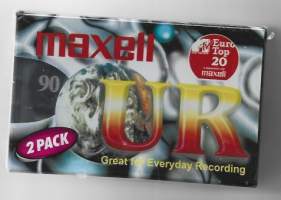 maxell
MTV
Euro
Top
20
maxell
90
UR
2 PACK
Great for Everyday Recording